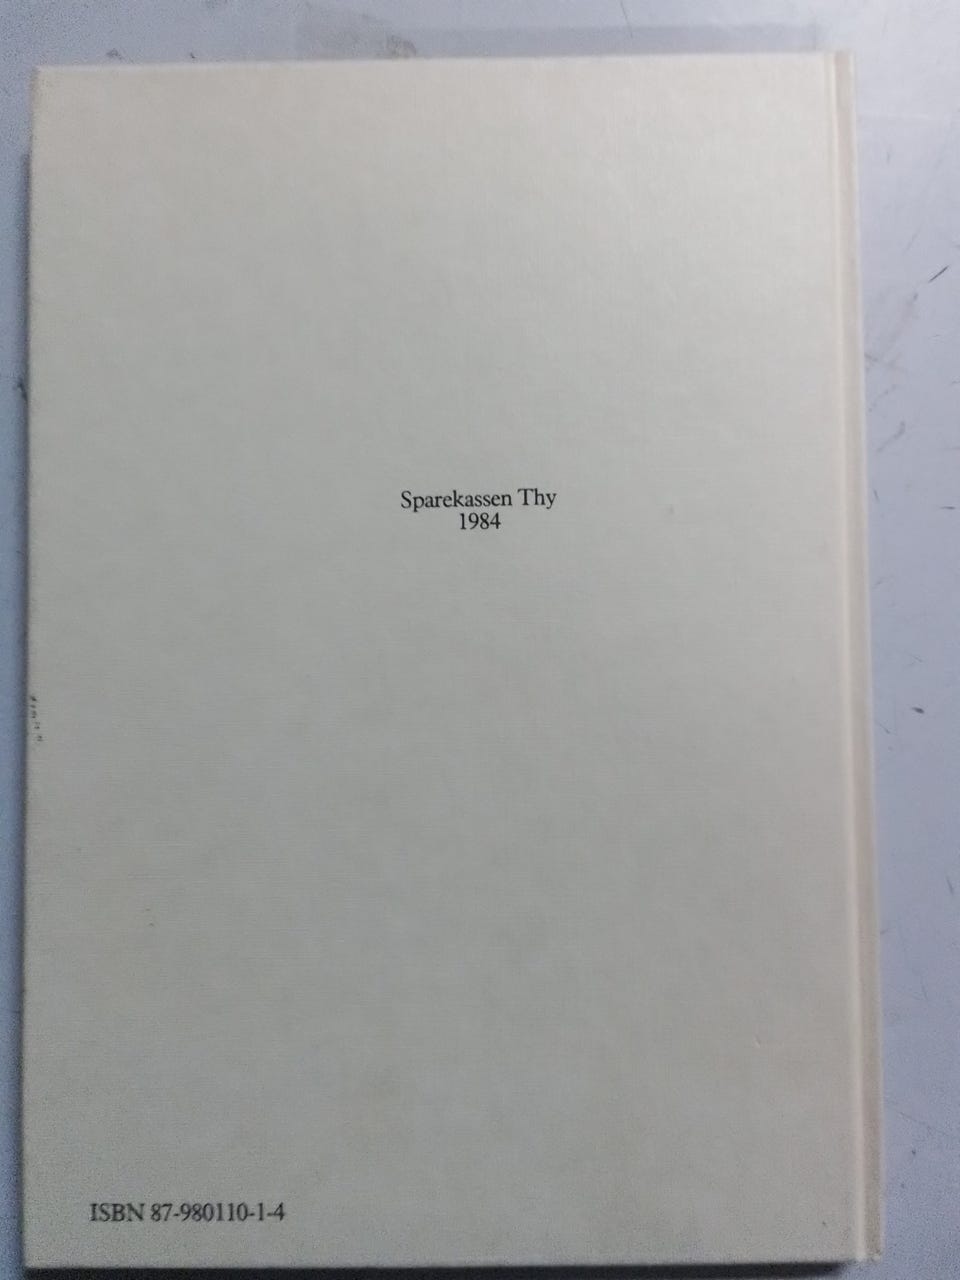 Sparekassen Thy
1984
ISBN 87-980110-1-4